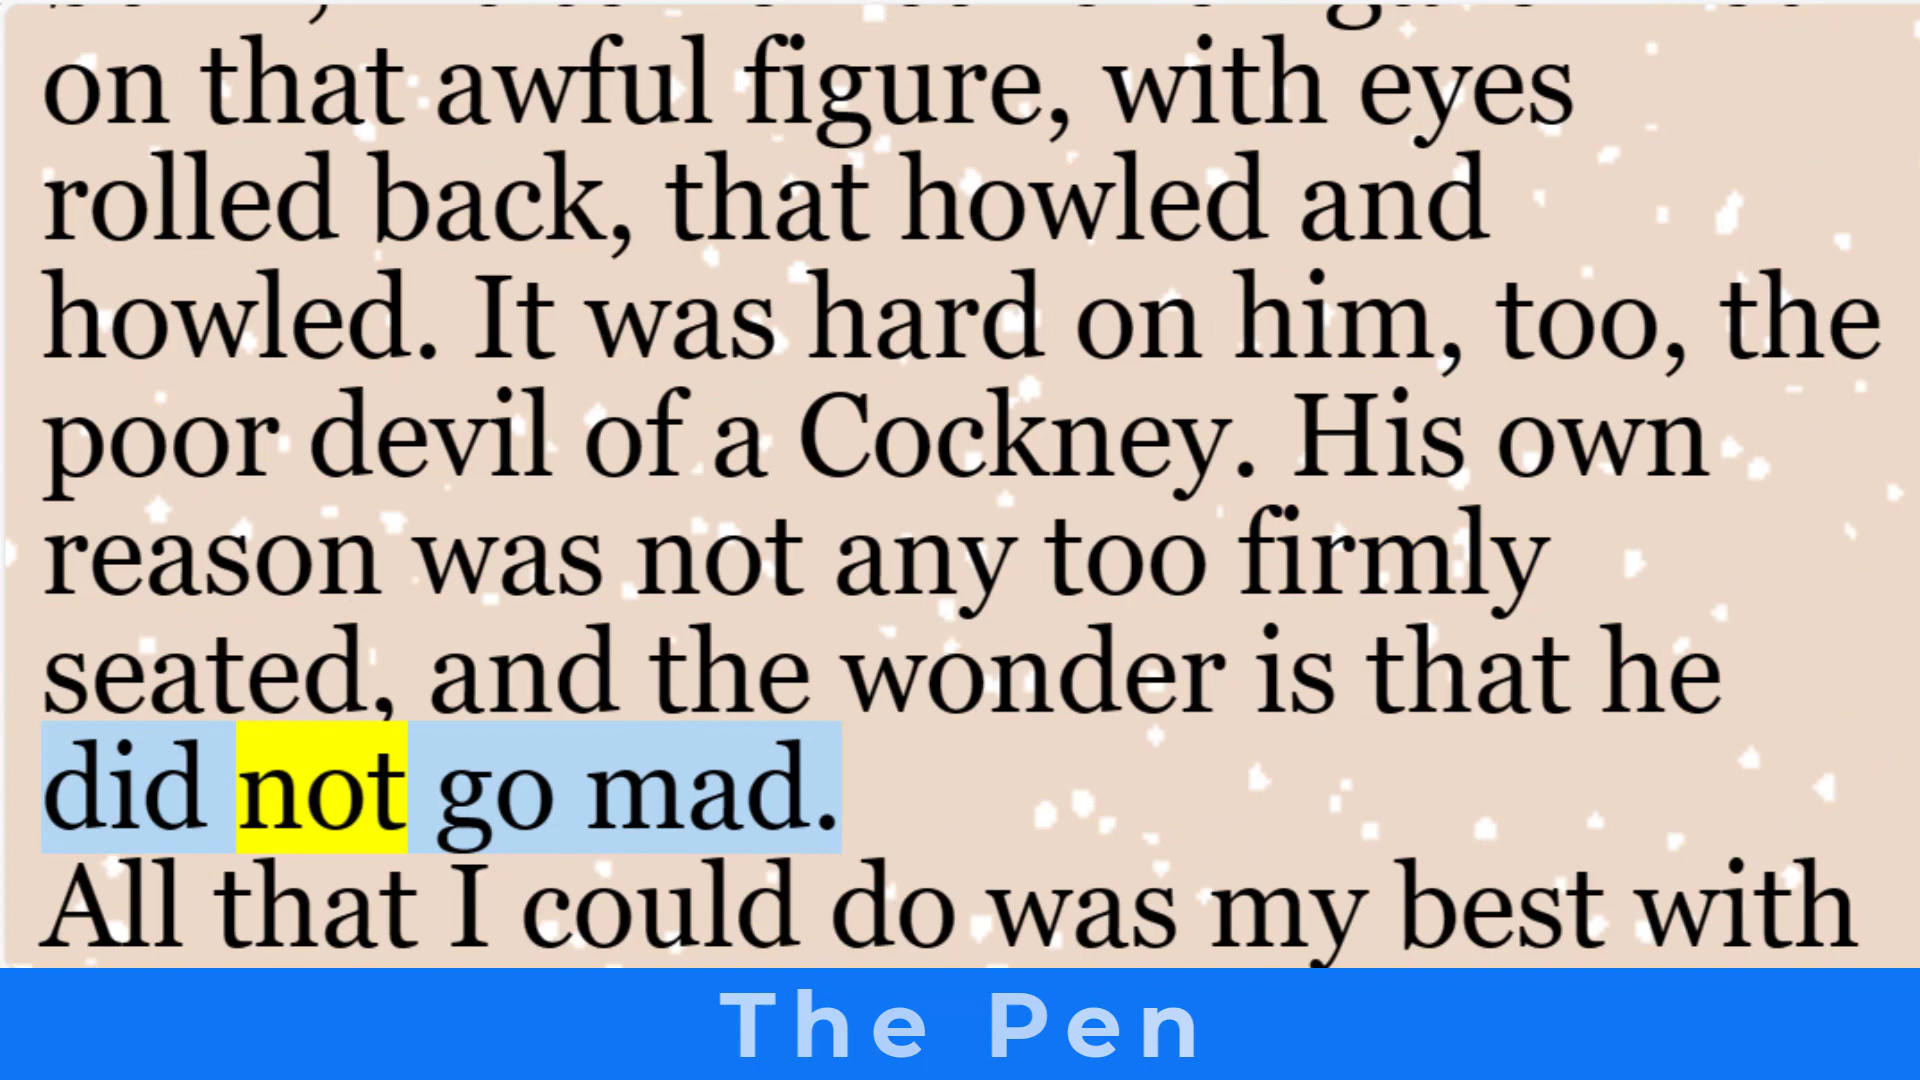 on that awful figure, with eyes
rolled back, that howled and
howled. It was hard on him, too, the
poor devil of a Cockney. His own
reason was not any too firmly
seated, and the wonder is that he
did not go mad.
All that I could do was my best with
The Pen